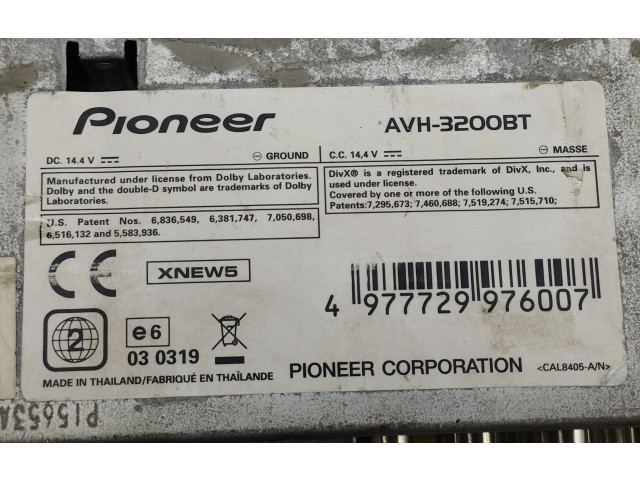 Pioneer
AVH-3200BT
DC. 14.4 V ⎓ ⊖ GROUND
C.C. 14,4 V ⎓ ⊖ MASSE
Manufactured under license from Dolby Laboratories.
Dolby and the double-D symbol are trademarks of Dolby
Laboratories.
DivX® is a registered trademark of DivX, Inc., and is
used under license.
Covered by one or more of the following U.S.
Patents:7,295,673; 7,460,688; 7,519,274; 7,515,710;
U.S. Patent Nos. 6,836,549, 6,381,747, 7,050,698,
6,516,132 and 5,583,936.
CE
XNEW5
4 977729 976007
2
e6
03 0319
PIONEER CORPORATION
<CAL8405-A/N>
MADE IN THAILAND/FABRIQUÉ EN THAÏLANDE
P15653A